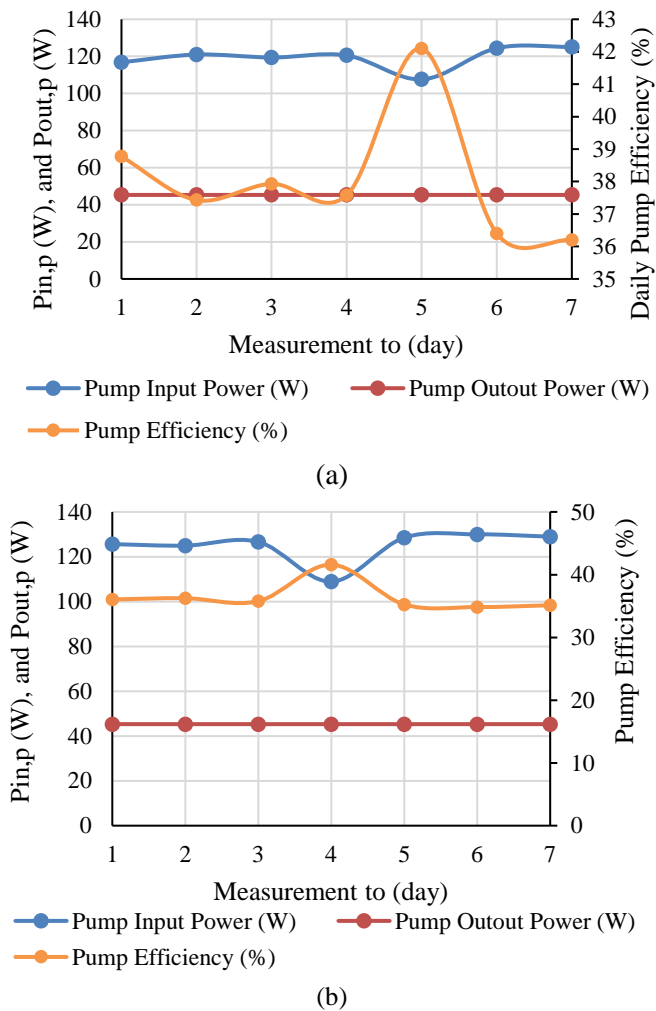 140
120
100
80
60
40
20
0
Pin,p (W), and Pout,p (W)
43
42
41
40
39
38
37
36
35
Daily Pump Efficiency (%)
1 2 3 4 5 6 7
Measurement to (day)
Pump Input Power (W) Pump Outout Power (W)
Pump Efficiency (%)
(a)
140
120
100
80
60
40
20
0
Pin,p (W), and Pout,p (W)
50
40
30
20
10
0
Pump Efficiency (%)
1 2 3 4 5 6 7
Measurement to (day)
Pump Input Power (W) Pump Outout Power (W)
Pump Efficiency (%)
(b)